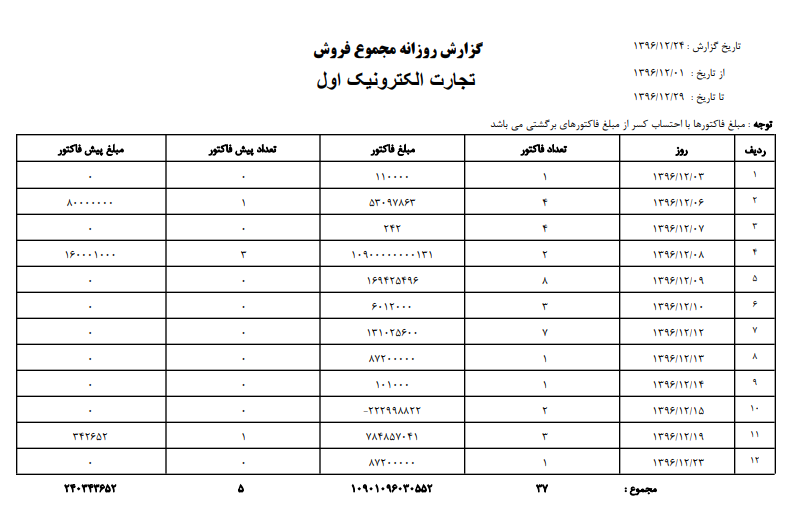 گزارش روزانه مجموع فروش
تجارت الکترونیک اول
تاریخ گزارش : ۱۳۹۶/۱۲/۲۴
از تاریخ : ۱۳۹۶/۱۲/۰۱
تا تاریخ : ۱۳۹۶/۱۲/۲۹
توجه : مبلغ فاکتورها با احتساب کسر از مبلغ فاکتورهای برگشتی می باشد
ردیف روز تعداد فاکتور مبلغ فاکتور تعداد پیش فاکتور مبلغ پیش فاکتور
۱ ۱۳۹۶/۱۲/۰۳ ۱ ۱۱۰۰۰۰ ۰ ۰
۲ ۱۳۹۶/۱۲/۰۶ ۴ ۵۳۰۹۷۸۶۳ ۱ ۸۰۰۰۰۰۰۰
۳ ۱۳۹۶/۱۲/۰۷ ۴ ۲۴۲ ۰ ۰
۴ ۱۳۹۶/۱۲/۰۸ ۲ ۱۰۹۰۰۰۰۰۰۰۰۱۳۱ ۳ ۱۶۰۰۰۱۰۰۰
۵ ۱۳۹۶/۱۲/۰۹ ۸ ۱۶۹۴۲۵۴۹۶ ۰ ۰
۶ ۱۳۹۶/۱۲/۱۰ ۳ ۶۰۱۲۰۰۰ ۰ ۰
۷ ۱۳۹۶/۱۲/۱۲ ۷ ۱۳۱۰۲۵۶۰۰ ۰ ۰
۸ ۱۳۹۶/۱۲/۱۳ ۱ ۸۷۲۰۰۰۰۰ ۰ ۰
۹ ۱۳۹۶/۱۲/۱۴ ۱ ۱۰۱۰۰۰ ۰ ۰
۱۰ ۱۳۹۶/۱۲/۱۵ ۲ -۲۲۲۹۹۸۸۲۲ ۰ ۰
۱۱ ۱۳۹۶/۱۲/۱۹ ۳ ۷۸۴۸۵۷۰۴۱ ۱ ۳۴۲۶۵۲
۱۲ ۱۳۹۶/۱۲/۲۳ ۱ ۸۷۲۰۰۰۰۰ ۰ ۰
مجموع : ۳۷ ۱۰۹۰۱۰۹۶۰۳۰۵۵۲ ۵ ۲۴۰۳۴۳۶۵۲